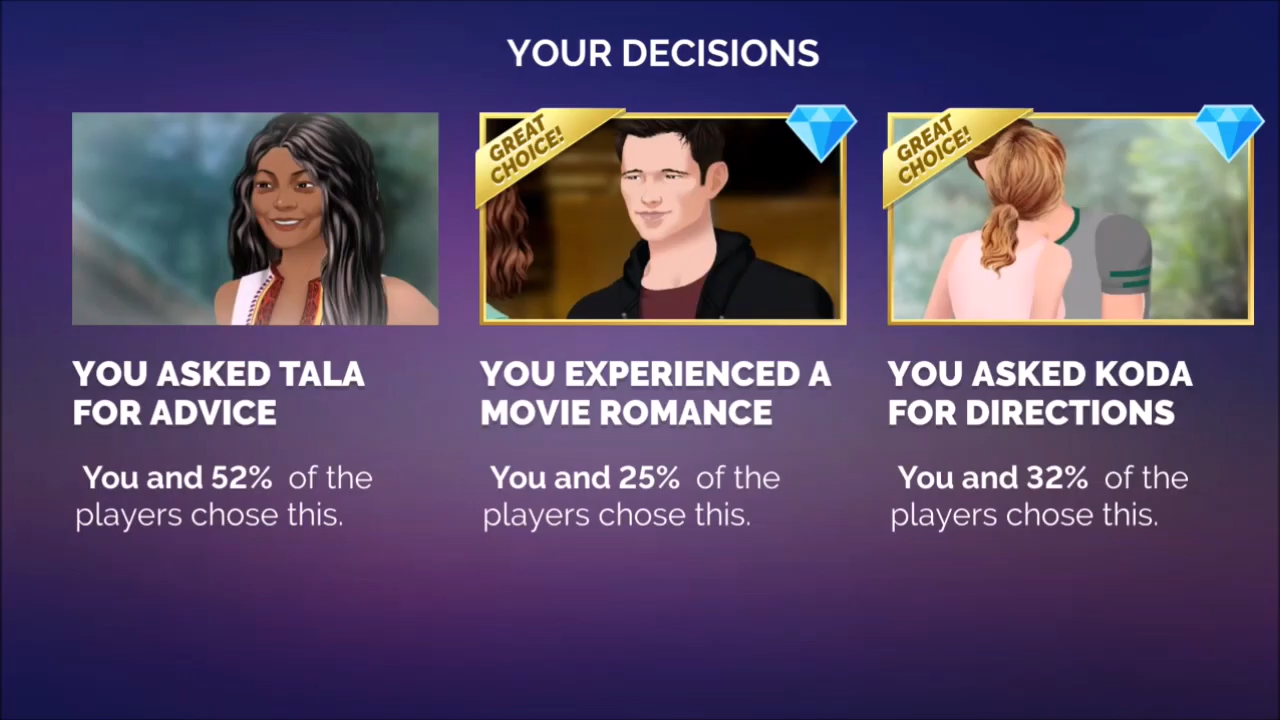 YOUR DECISIONS
GREAT
CHOICE!
GREAT
CHOICE!
YOU ASKED TALA
FOR ADVICE
You and 52% of the
players chose this.
YOU EXPERIENCED A
MOVIE ROMANCE
You and 25% of the
players chose this.
YOU ASKED KODA
FOR DIRECTIONS
You and 32% of the
players chose this.